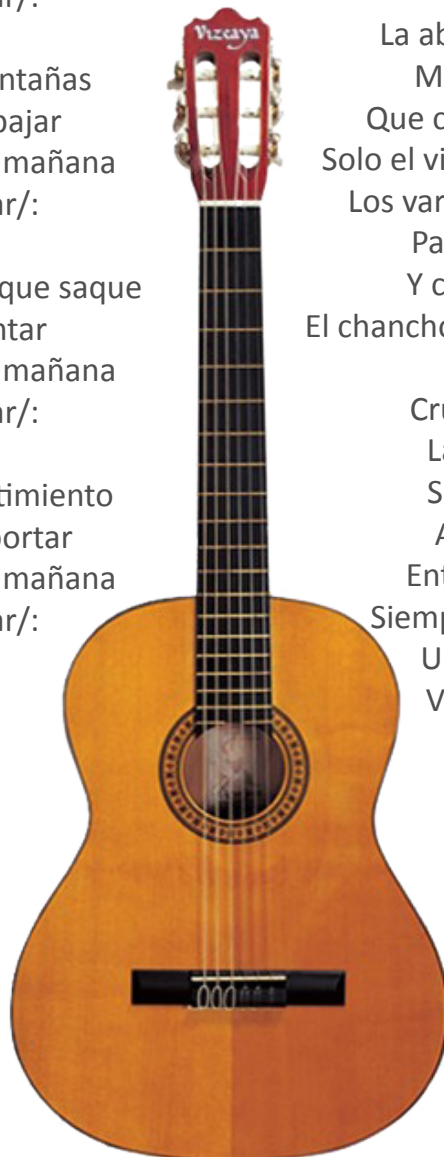 ar/:
ntañas
bajar
mañana
ar/:
que saque
ntar
mañana
ar/:
timiento
portar
mañana
ar/:
Vizcaya
La ab
M
Que c
Solo el vi
Los var
Pa
Y c
El chancho
Cru
La
S
A
Ent
Siemp
U
V